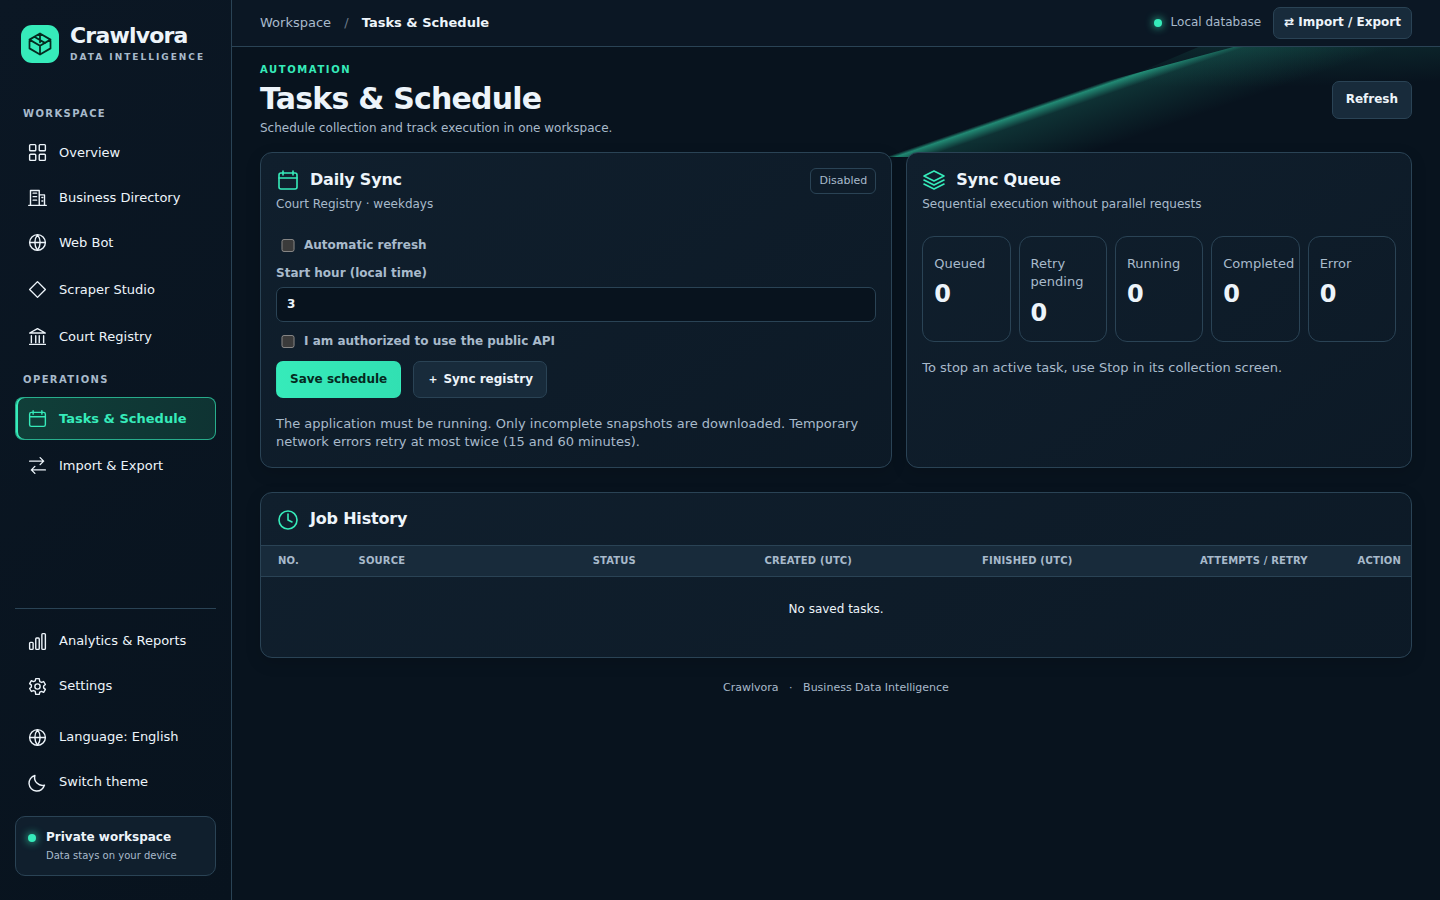 Crawlvora
DATA INTELLIGENCE
WORKSPACE
Overview
Business Directory
Web Bot
Scraper Studio
Court Registry
OPERATIONS
Tasks & Schedule
Import & Export
Analytics & Reports
Settings
Language: English
Switch theme
Private workspace
Data stays on your device
Workspace / Tasks & Schedule
Local database
⇄ Import / Export
AUTOMATION
Tasks & Schedule
Schedule collection and track execution in one workspace.
Refresh
Daily Sync
Disabled
Court Registry · weekdays
Automatic refresh
Start hour (local time)
3
I am authorized to use the public API
Save schedule
+ Sync registry
The application must be running. Only incomplete snapshots are downloaded. Temporary
network errors retry at most twice (15 and 60 minutes).
Sync Queue
Sequential execution without parallel requests
Queued
0
Retry
pending
0
Running
0
Completed
0
Error
0
To stop an active task, use Stop in its collection screen.
Job History
NO. SOURCE STATUS CREATED (UTC) FINISHED (UTC) ATTEMPTS / RETRY ACTION
No saved tasks.
Crawlvora · Business Data Intelligence